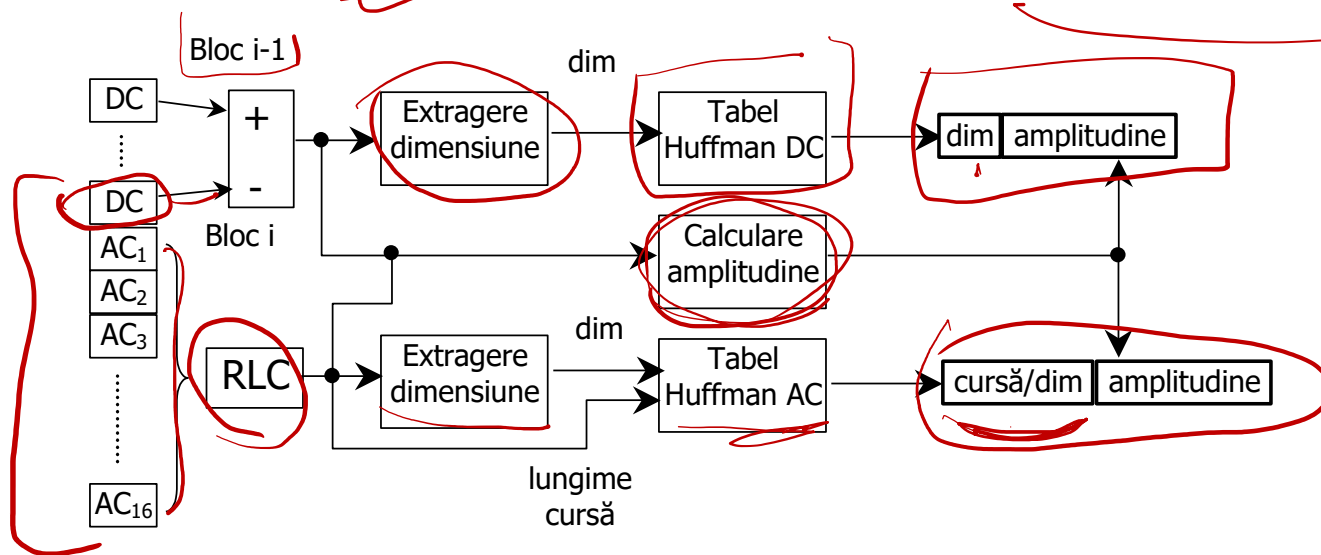 Bloc i-1
dim
DC
+
Extragere
dimensiune
Tabel
Huffman DC
dim amplitudine
DC
-
Bloc i
AC1
AC2
AC3
Calculare
amplitudine
dim
RLC
Extragere
dimensiune
Tabel
Huffman AC
cursă/dim amplitudine
lungime
cursă
AC16